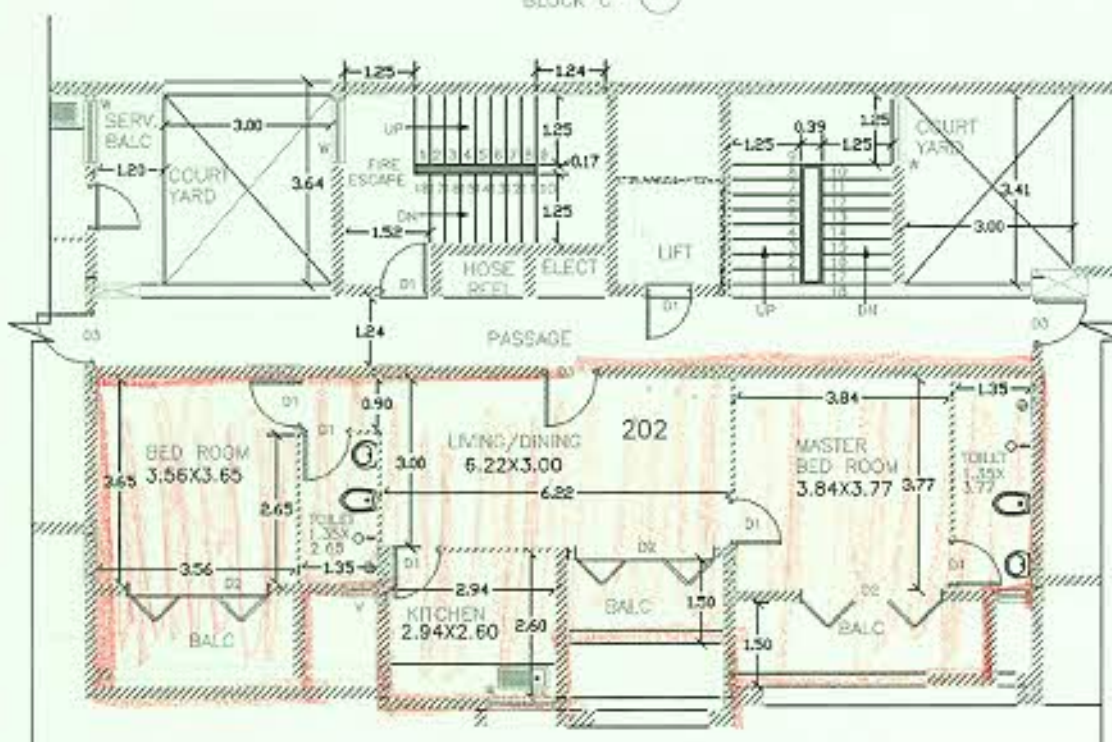 BLOCK C
1.25
1.24
SERV.
BALC
W
3.00
W
UP
1.25
0.17
1.25
0.39
1.25
1.25
COURT
YARD
W
1.20
COURT
YARD
3.64
FIRE
ESCAPE
DN
1.52
1.25
3.41
3.00
HOSE
REEL
ELECT
LIFT
D1
D1
UP
DN
D3
1.24
PASSAGE
D3
D3
D1
0.90
D1
BED ROOM
3.56X3.65
3.65
2.65
TOILET
1.35X
2.65
1.35
3.56
D2
BALC
V
LIVING/DINING
6.22X3.00
3.00
202
6.22
D1
2.94
KITCHEN
2.94X2.60
2.60
D2
BALC
1.50
3.84
MASTER
BED ROOM
3.84X3.77
3.77
D1
1.35
TOILET
1.35X
3.77
D1
D2
BALC
1.50